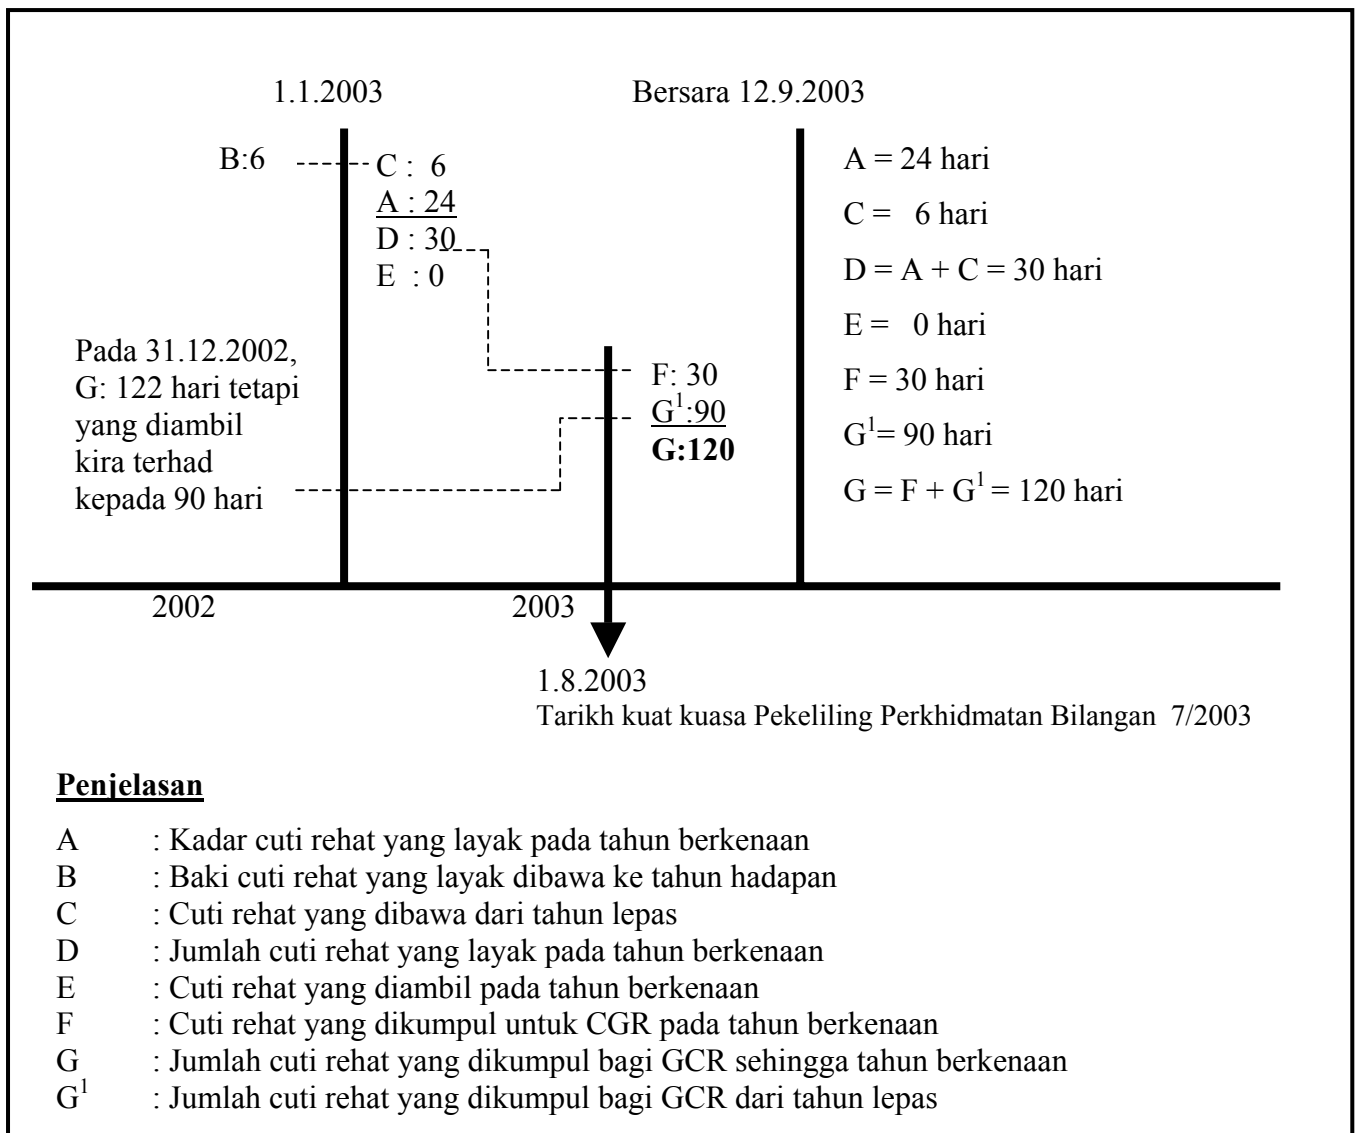 1.1.2003
Bersara 12.9.2003
B:6
C : 6
A : 24
D : 30
E : 0
Pada 31.12.2002,
G: 122 hari tetapi
yang diambil
kira terhad
kepada 90 hari
F: 30
G¹:90
G:120
A = 24 hari
C = 6 hari
D = A + C = 30 hari
E = 0 hari
F = 30 hari
G¹= 90 hari
G = F + G¹ = 120 hari
2002
2003
1.8.2003
Tarikh kuat kuasa Pekeliling Perkhidmatan Bilangan 7/2003
Penjelasan
A : Kadar cuti rehat yang layak pada tahun berkenaan
B : Baki cuti rehat yang layak dibawa ke tahun hadapan
C : Cuti rehat yang dibawa dari tahun lepas
D : Jumlah cuti rehat yang layak pada tahun berkenaan
E : Cuti rehat yang diambil pada tahun berkenaan
F : Cuti rehat yang dikumpul untuk CGR pada tahun berkenaan
G : Jumlah cuti rehat yang dikumpul bagi GCR sehingga tahun berkenaan
G¹ : Jumlah cuti rehat yang dikumpul bagi GCR dari tahun lepas